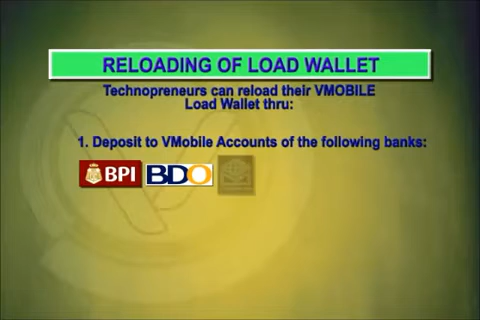 RELOADING OF LOAD WALLET
Technopreneurs can reload their VMOBILE
Load Wallet thru:
1. Deposit to VMobile Accounts of the following banks:
BPI BDO